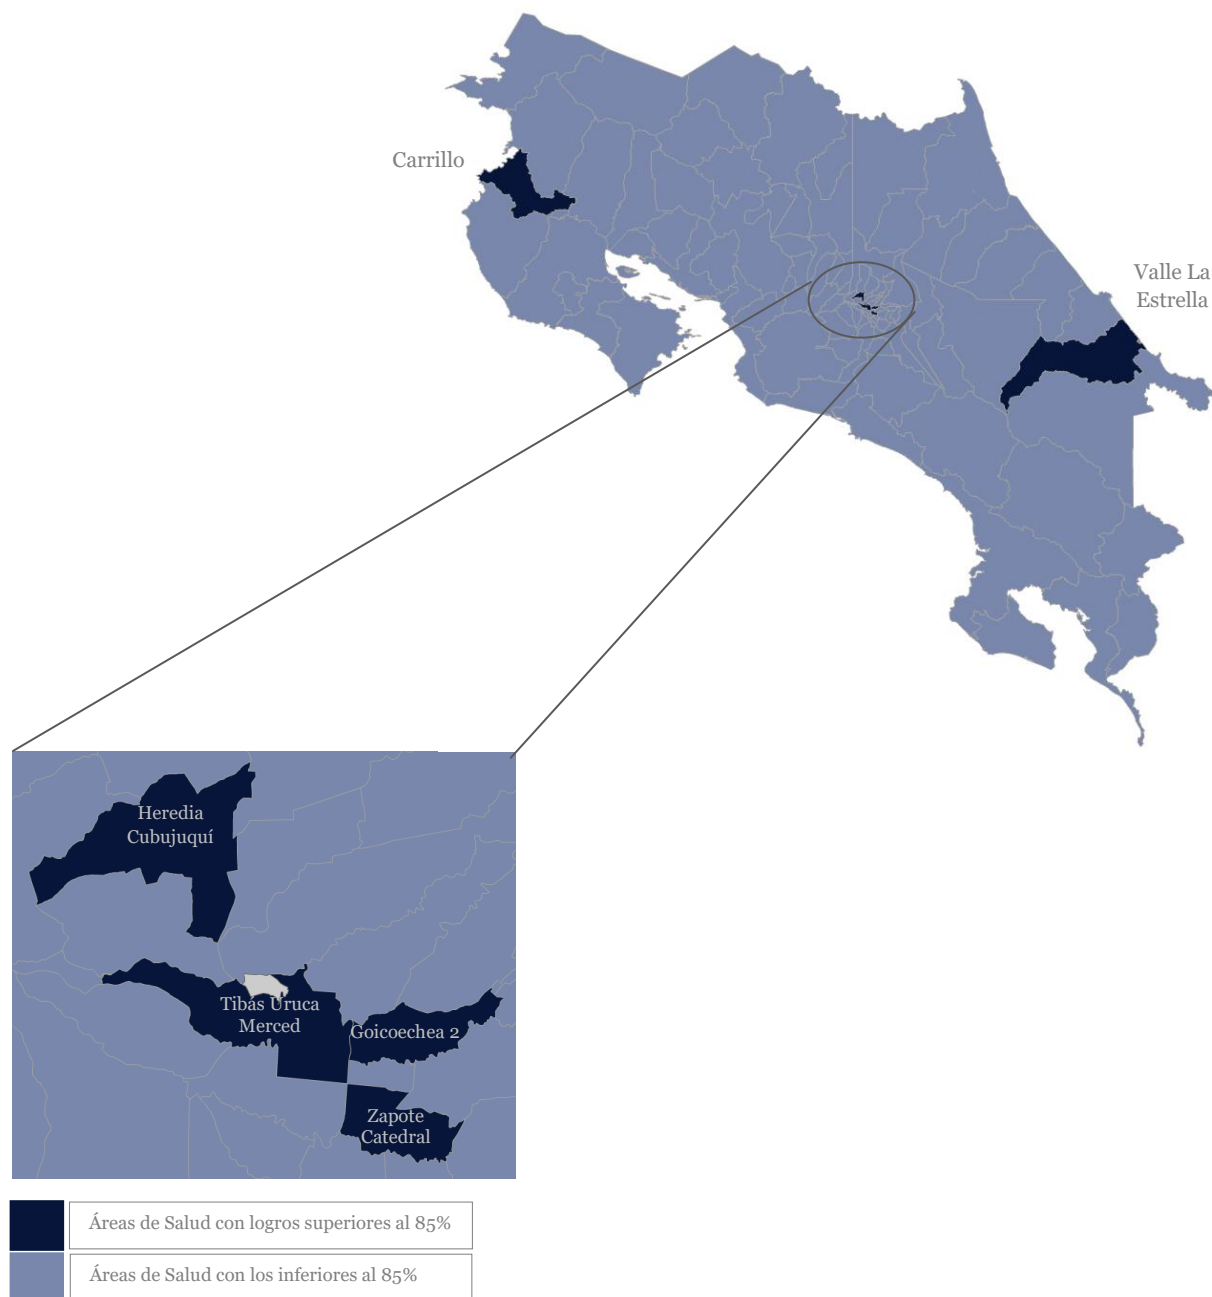 Carrillo
Valle La
Estrella
Heredia
Cubujuquí
Tibás Uruca
Merced
Goicoechea 2
Zapote
Catedral
Áreas de Salud con logros superiores al 85%
Áreas de Salud con los inferiores al 85%